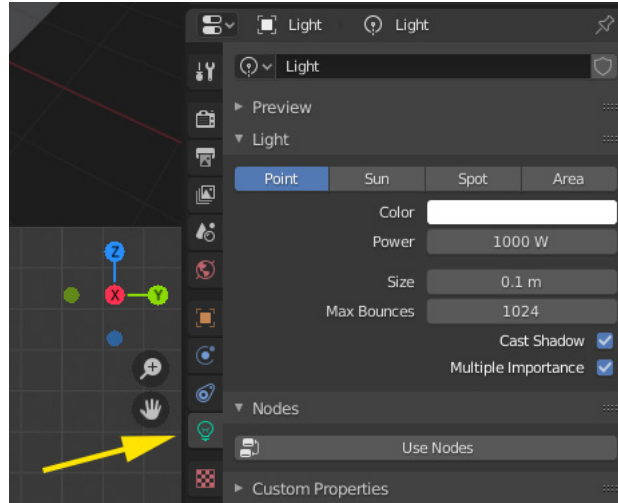 Light Light
Light
Preview
Light
Point Sun Spot Area
Color
Power 1000 W
Z
Size 0.1 m
X Y
Max Bounces 1024
Cast Shadow
Multiple Importance
Nodes
Use Nodes
Custom Properties